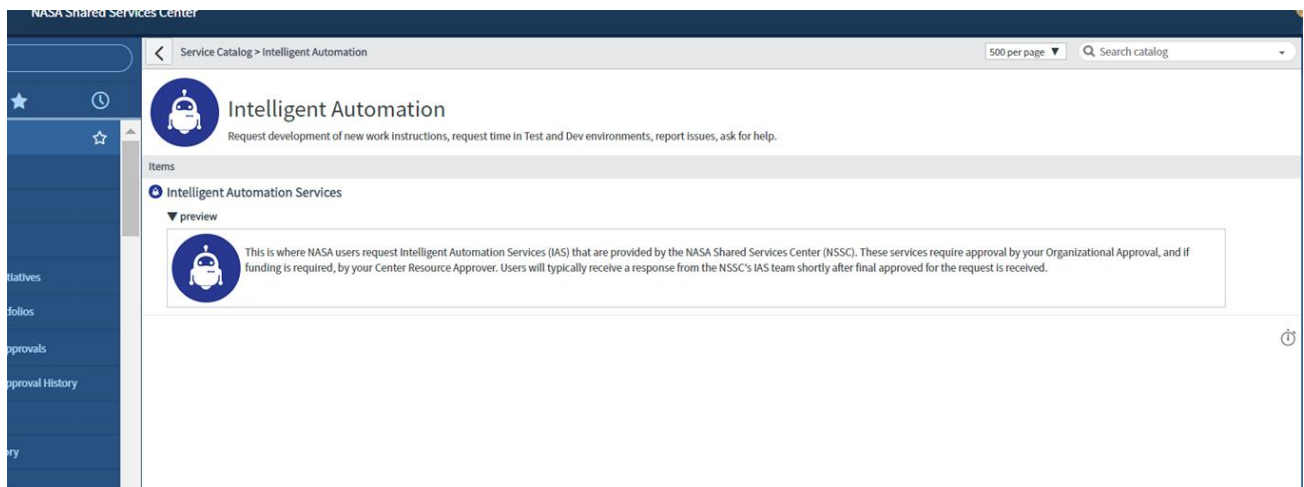 NASA Shared Services Center
Service Catalog > Intelligent Automation
500 per page
Search catalog
Intelligent Automation
Request development of new work instructions, request time in Test and Dev environments, report issues, ask for help.
Items
Intelligent Automation Services
preview
This is where NASA users request Intelligent Automation Services (IAS) that are provided by the NASA Shared Services Center (NSSC). These services require approval by your Organizational Approval, and if
funding is required, by your Center Resource Approver. Users will typically receive a response from the NSSC's IAS team shortly after final approved for the request is received.
tiatives
tfolios
pprovals
pproval History
ory